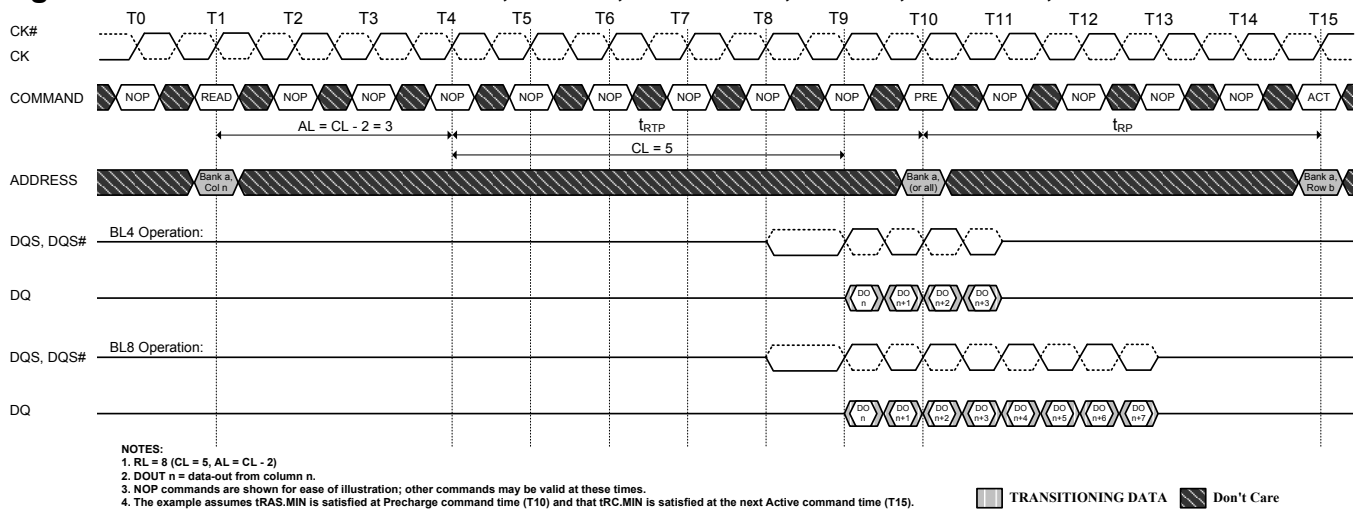 T0 T1 T2 T3 T4 T5 T6 T7 T8 T9 T10 T11 T12 T13 T14 T15
CK#
CK
COMMAND NOP READ NOP NOP NOP NOP NOP NOP NOP NOP PRE NOP NOP NOP NOP ACT
AL = CL - 2 = 3 tRTP tRP
CL = 5
ADDRESS Bank a, Col n Bank a, (or all) Bank a, Row b
DQS, DQS# BL4 Operation:
DQ DO n DO n+1 DO n+2 DO n+3
DQS, DQS# BL8 Operation:
DQ DO n DO n+1 DO n+2 DO n+3 DO n+4 DO n+5 DO n+6 DO n+7
NOTES:
1. RL = 8 (CL = 5, AL = CL - 2)
2. DOUT n = data-out from column n.
3. NOP commands are shown for ease of illustration; other commands may be valid at these times.
4. The example assumes tRAS.MIN is satisfied at Precharge command time (T10) and that tRC.MIN is satisfied at the next Active command time (T15).
TRANSITIONING DATA Don't Care